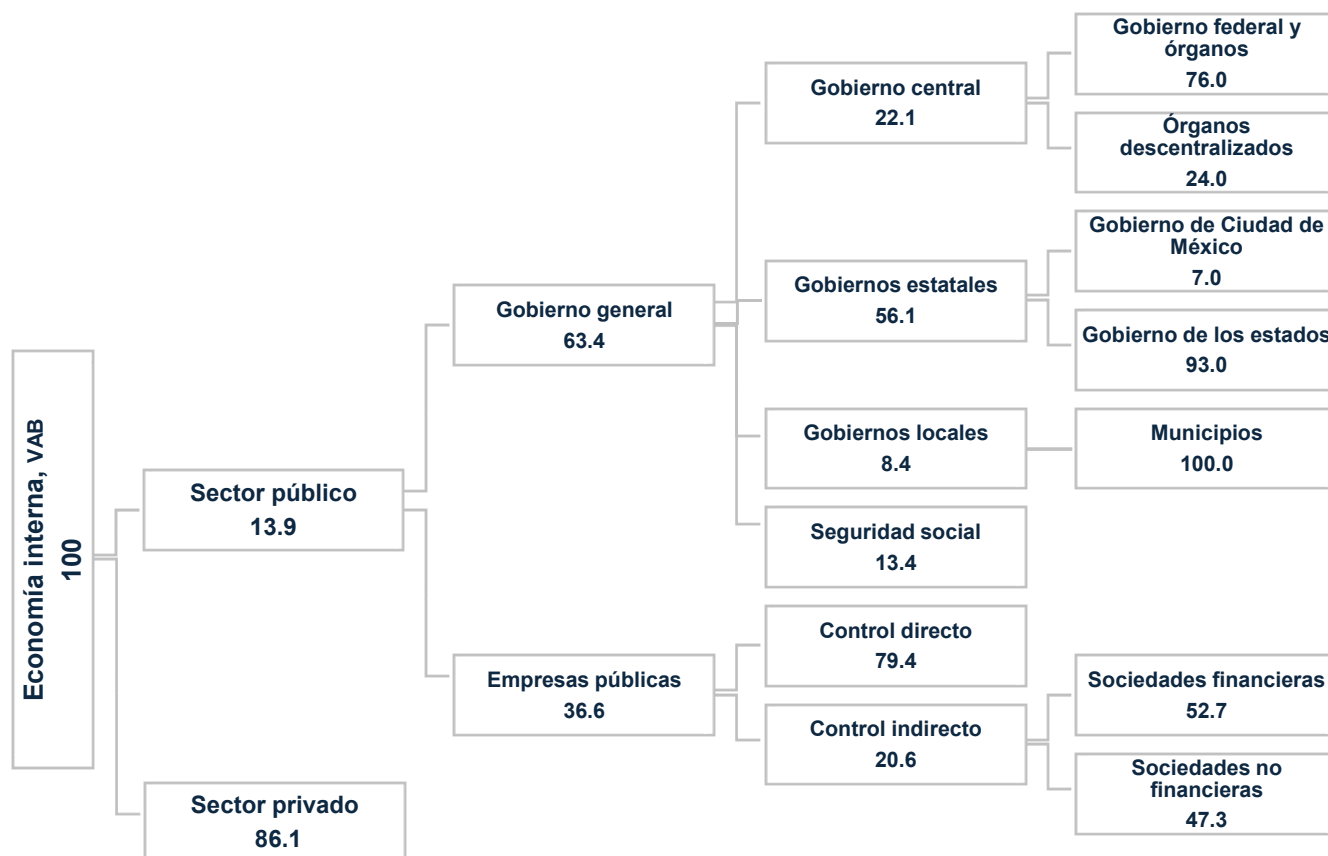 Economía interna, VAB
100
Sector público
13.9
Sector privado
86.1
Gobierno general
63.4
Empresas públicas
36.6
Gobierno central
22.1
Gobiernos estatales
56.1
Gobiernos locales
8.4
Seguridad social
13.4
Control directo
79.4
Control indirecto
20.6
Gobierno federal y
órganos
76.0
Órganos
descentralizados
24.0
Gobierno de Ciudad de
México
7.0
Gobierno de los estados
93.0
Municipios
100.0
Sociedades financieras
52.7
Sociedades no
financieras
47.3